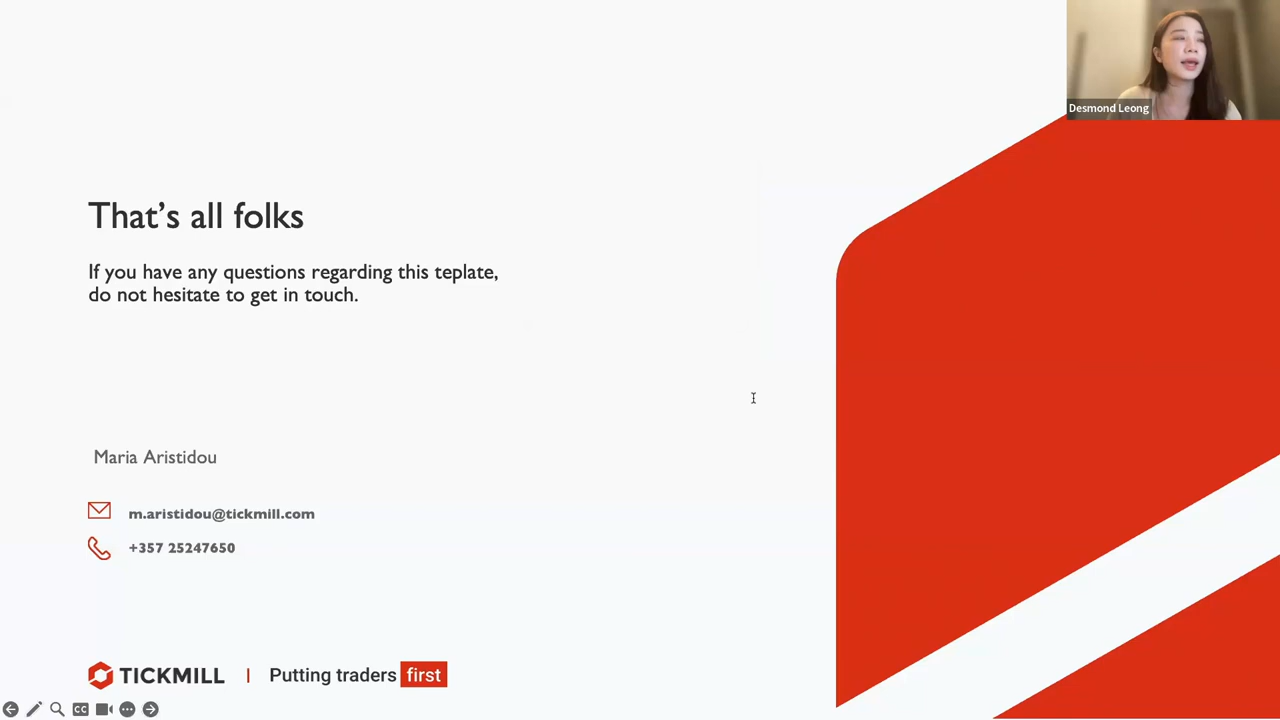 Desmond Leong
That's all folks
If you have any questions regarding this teplate,
do not hesitate to get in touch.
Maria Aristidou
m.aristidou@tickmill.com
+357 25247650
TICKMILL | Putting traders first
CC